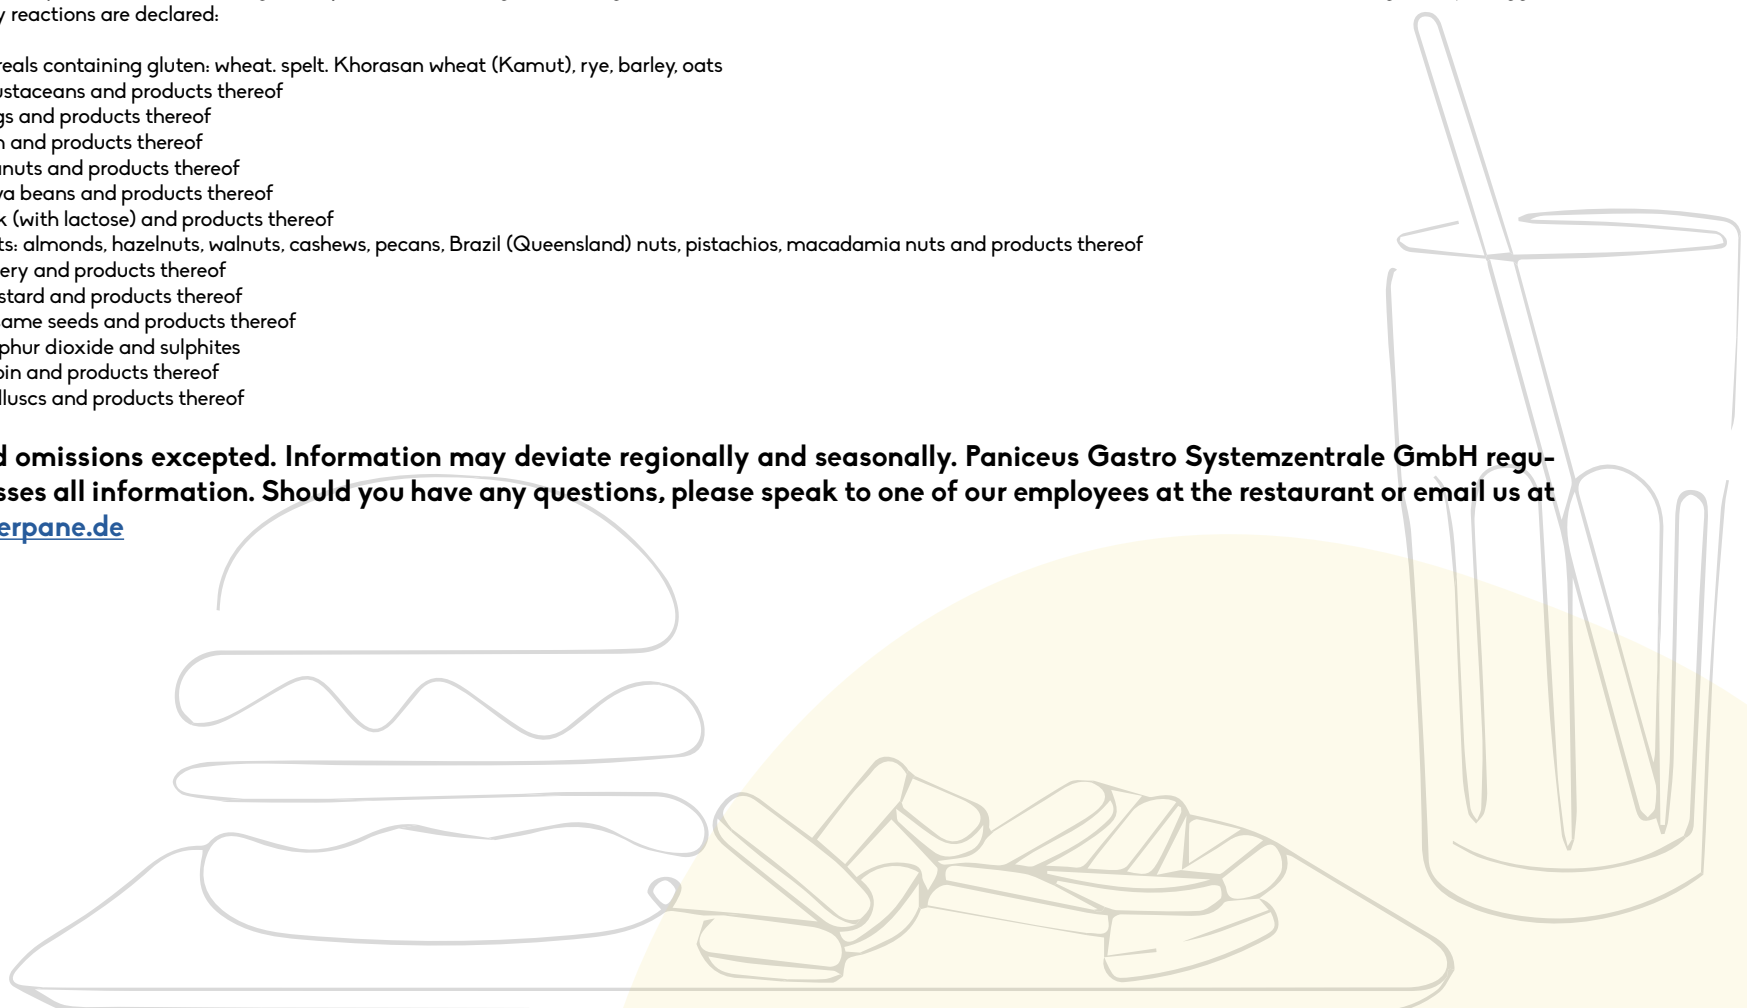 y reactions are declared:
reals containing gluten: wheat. spelt. Khorasan wheat (Kamut), rye, barley, oats
ustaceans and products thereof
gs and products thereof
n and products thereof
anuts and products thereof
ya beans and products thereof
k (with lactose) and products thereof
ts: almonds, hazelnuts, walnuts, cashews, pecans, Brazil (Queensland) nuts, pistachios, macadamia nuts and products thereof
ery and products thereof
stard and products thereof
same seeds and products thereof
phur dioxide and sulphites
pin and products thereof
lluscs and products thereof
d omissions excepted. Information may deviate regionally and seasonally. Paniceus Gastro Systemzentrale GmbH regu-
sses all information. Should you have any questions, please speak to one of our employees at the restaurant or email us at
erpane.de